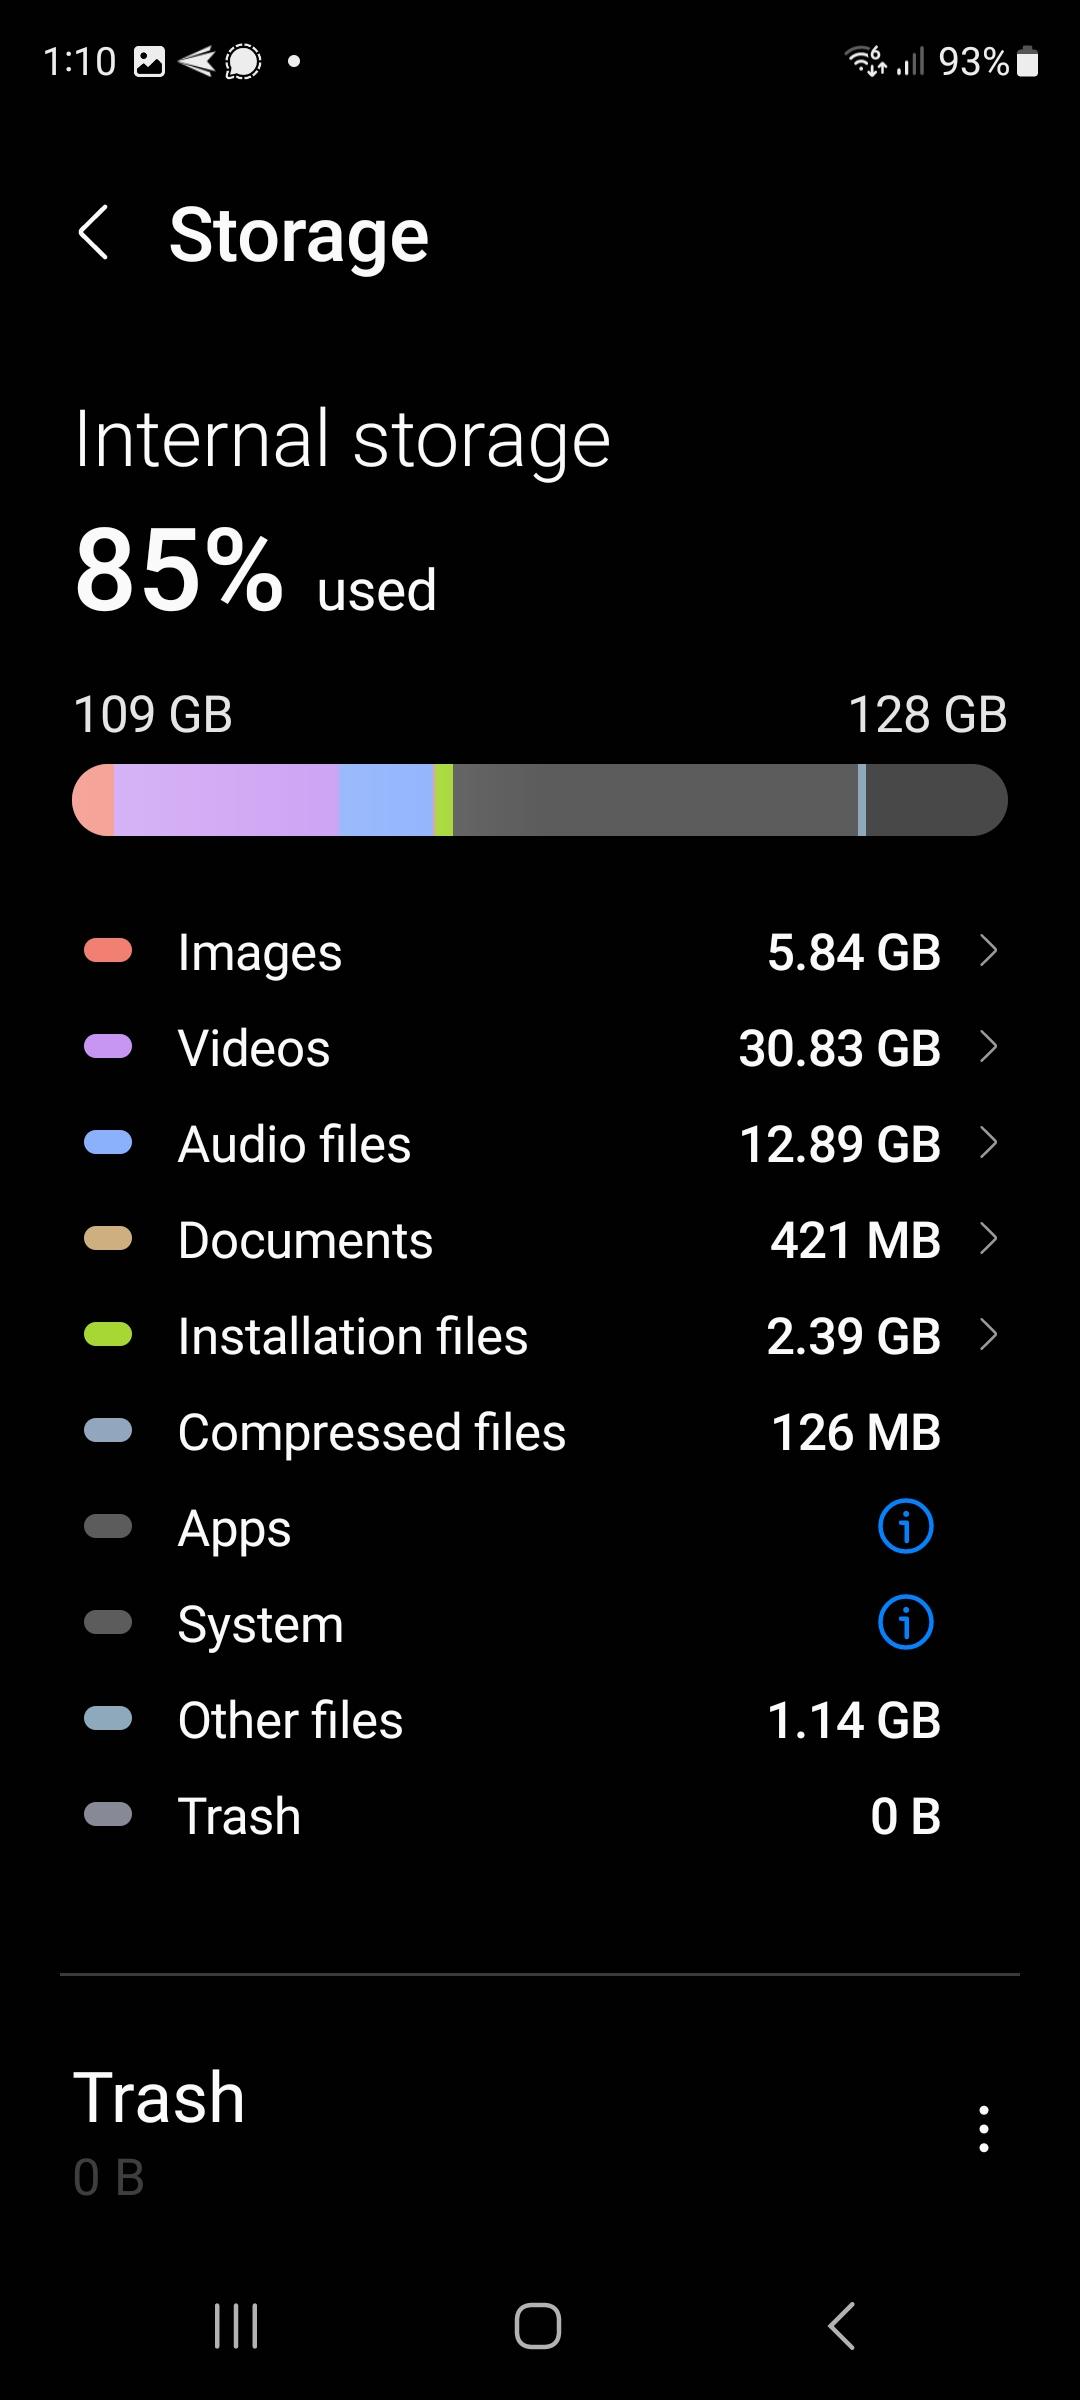 1:10
93%
Storage
Internal storage
85% used
109 GB 128 GB
Images 5.84 GB
Videos 30.83 GB
Audio files 12.89 GB
Documents 421 MB
Installation files 2.39 GB
Compressed files 126 MB
Apps
System
Other files 1.14 GB
Trash 0 B
Trash
0 B